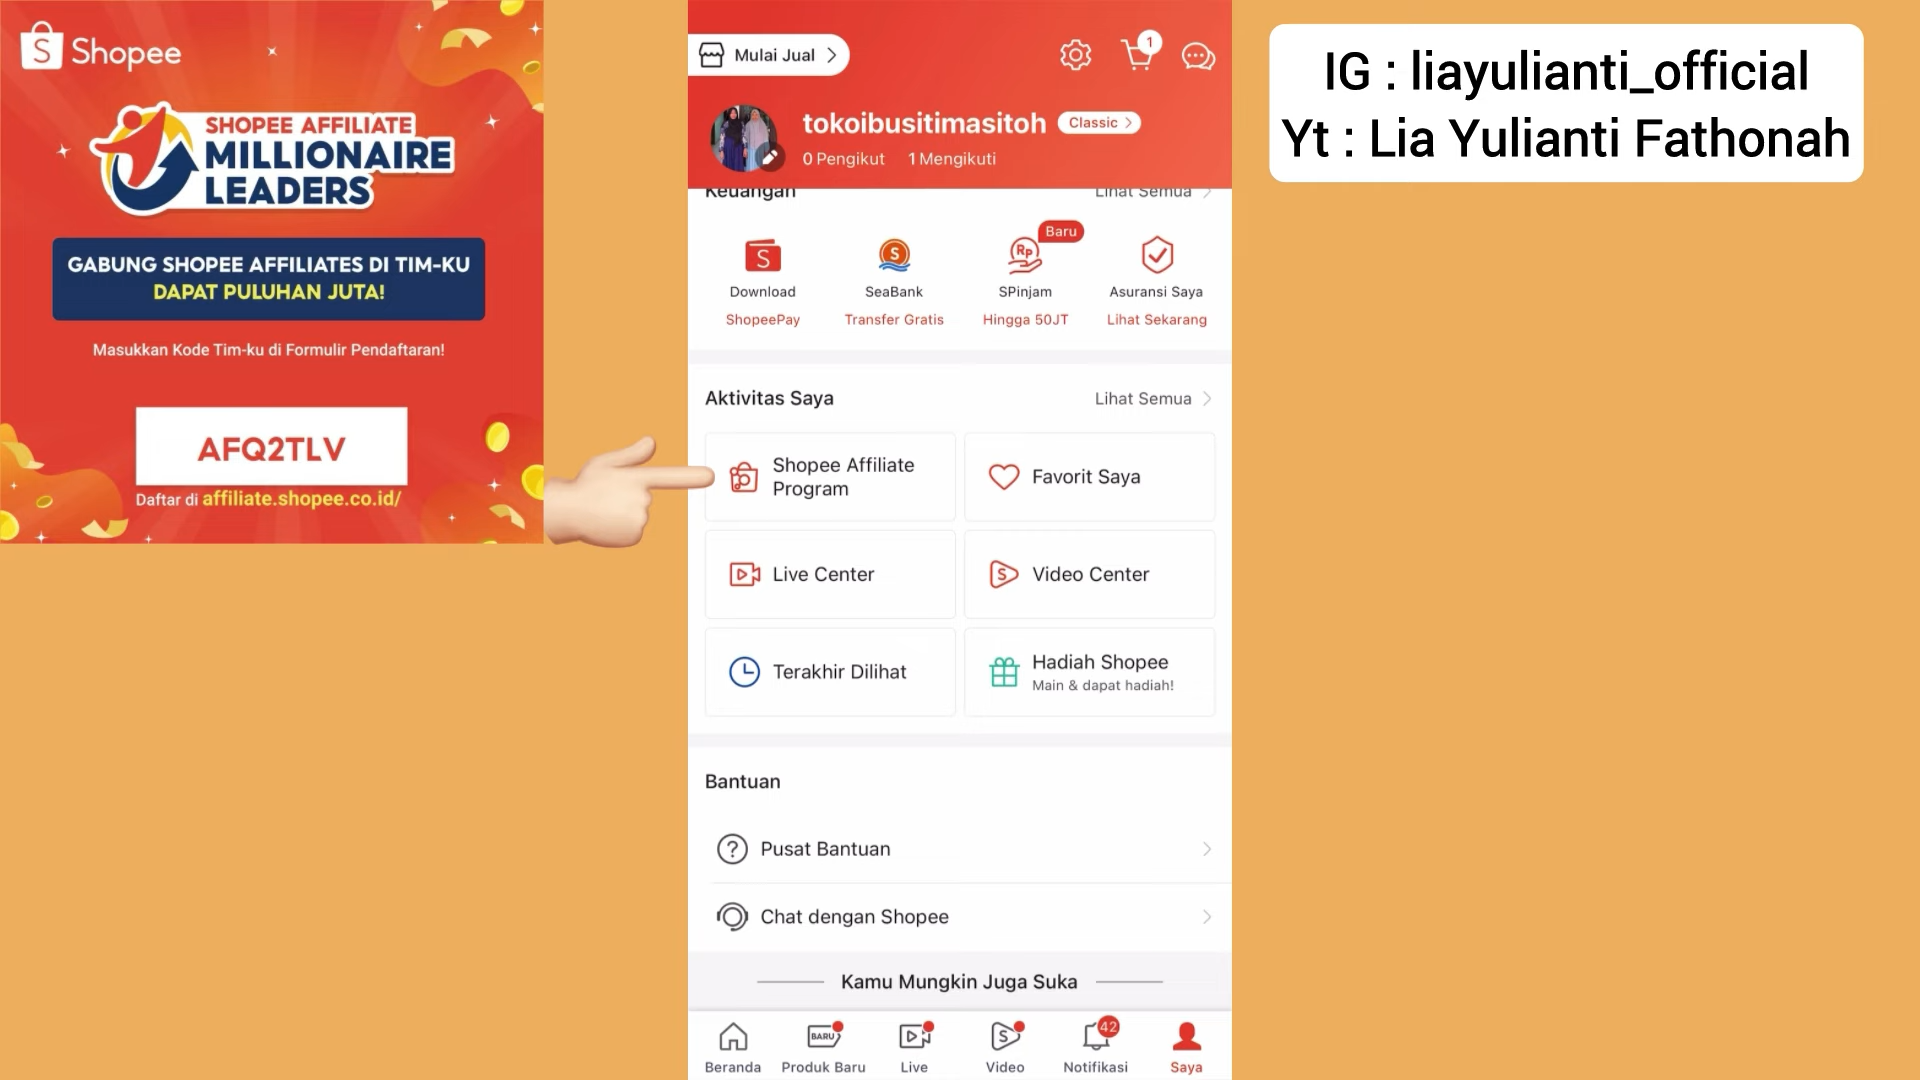 Shopee
SHOPEE AFFILIATE
MILLIONAIRE
LEADERS
GABUNG SHOPEE AFFILIATES DI TIM-KU
DAPAT PULUHAN JUTA!
Masukkan Kode Tim-ku di Formulir Pendaftaran!
AFQ2TLV
Daftar di affiliate.shopee.co.id/
Mulai Jual
1
tokoibusitimasitoh
Classic
0 Pengikut 1 Mengikuti
Keuangan
Lihat Semua
Baru
Download
SeaBank
SPinjam
Asuransi Saya
ShopeePay
Transfer Gratis
Hingga 50JT
Lihat Sekarang
Aktivitas Saya
Lihat Semua
Shopee Affiliate
Program
Favorit Saya
Live Center
Video Center
Terakhir Dilihat
Hadiah Shopee
Main & dapat hadiah!
Bantuan
Pusat Bantuan
Chat dengan Shopee
Kamu Mungkin Juga Suka
BARU
42
Beranda
Produk Baru
Live
Video
Notifikasi
Saya
IG : liayulianti_official
Yt : Lia Yulianti Fathonah